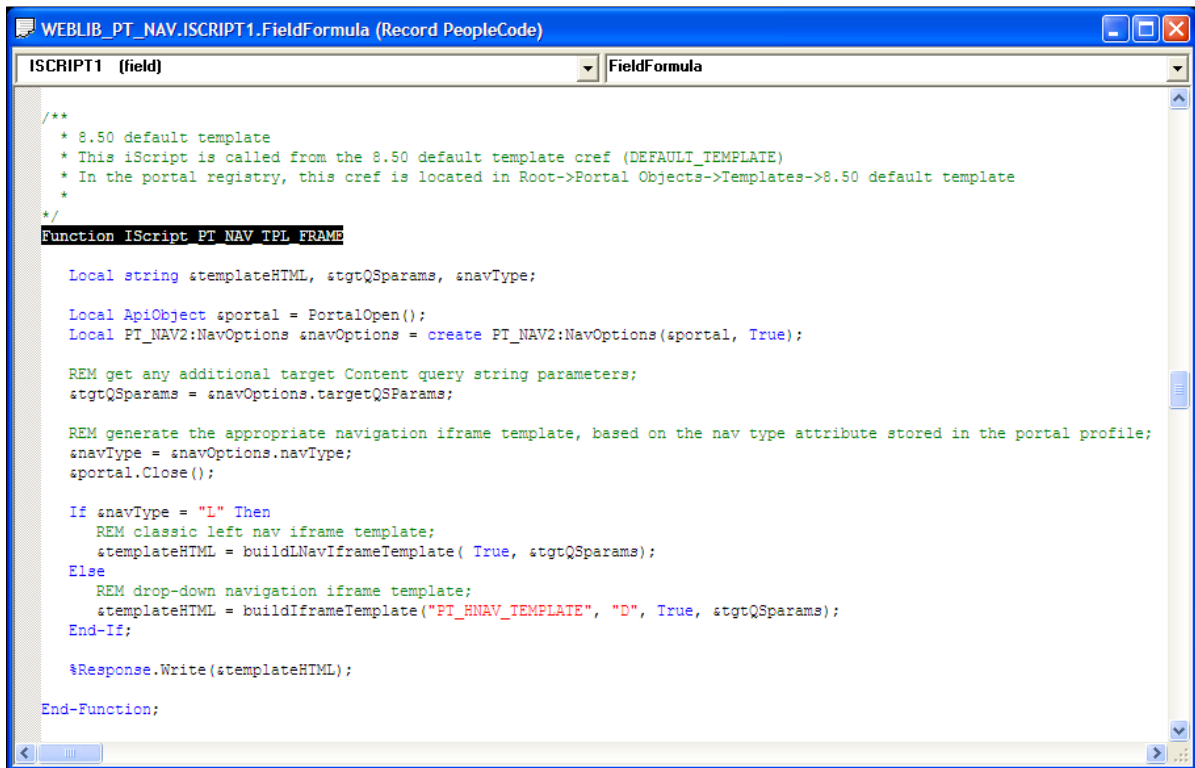 WEBLIB_PT_NAV.ISCRIPT1.FieldFormula (Record PeopleCode)
ISCRIPT1 (field) FieldFormula
/**
* 8.50 default template
* This iScript is called from the 8.50 default template cref (DEFAULT_TEMPLATE)
* In the portal registry, this cref is located in Root->Portal Objects->Templates->8.50 default template
*
*/
Function IScript_PT_NAV_TPL_FRAME
Local string &templateHTML, &tgtQSparams, &navType;
Local ApiObject &portal = PortalOpen();
Local PT_NAV2:NavOptions &navOptions = create PT_NAV2:NavOptions(&portal, True);
REM get any additional target Content query string parameters;
&tgtQSparams = &navOptions.targetQSParams;
REM generate the appropriate navigation iframe template, based on the nav type attribute stored in the portal profile;
&navType = &navOptions.navType;
&portal.Close();
If &navType = "L" Then
REM classic left nav iframe template;
&templateHTML = buildLNavIframeTemplate( True, &tgtQSparams);
Else
REM drop-down navigation iframe template;
&templateHTML = buildIframeTemplate("PT_HNAV_TEMPLATE", "D", True, &tgtQSparams);
End-If;
%Response.Write(&templateHTML);
End-Function;